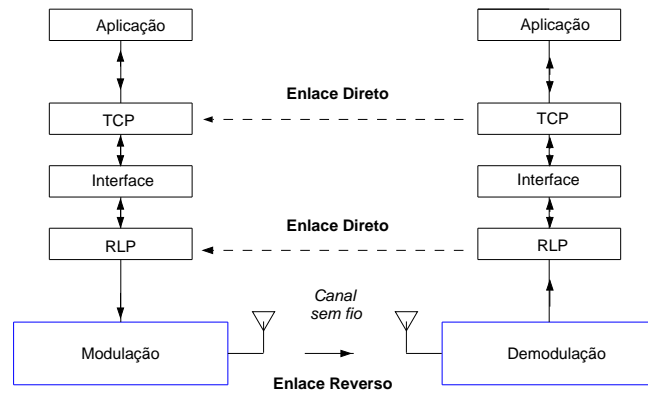 Aplicação
Aplicação
Enlace Direto
TCP
TCP
Interface
Interface
Enlace Direto
RLP
RLP
Canal
sem fio
Modulação
Demodulação
Enlace Reverso